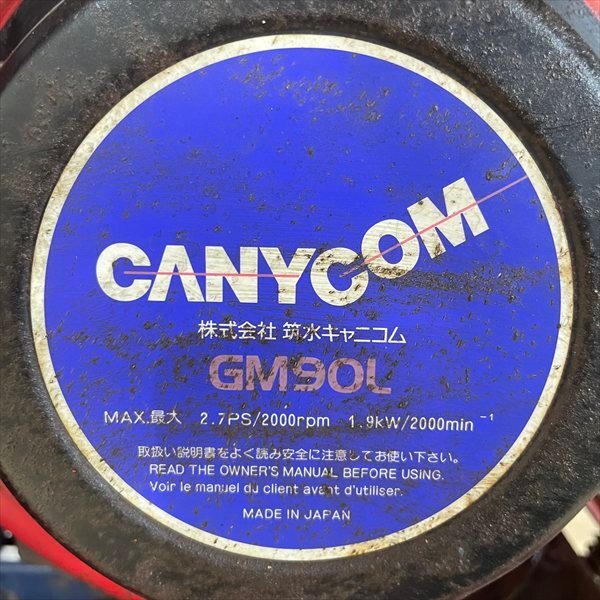 CANYCOM
株式会社 筑水キャニコム
GM90L
MAX.最大 2.7PS/2000rpm 1.9kW/2000min⁻¹
取扱い説明書をよく読み安全に注意してお使い下さい。
READ THE OWNER'S MANUAL BEFORE USING.
Voir le manuel du client avant d'utiliser.
MADE IN JAPAN